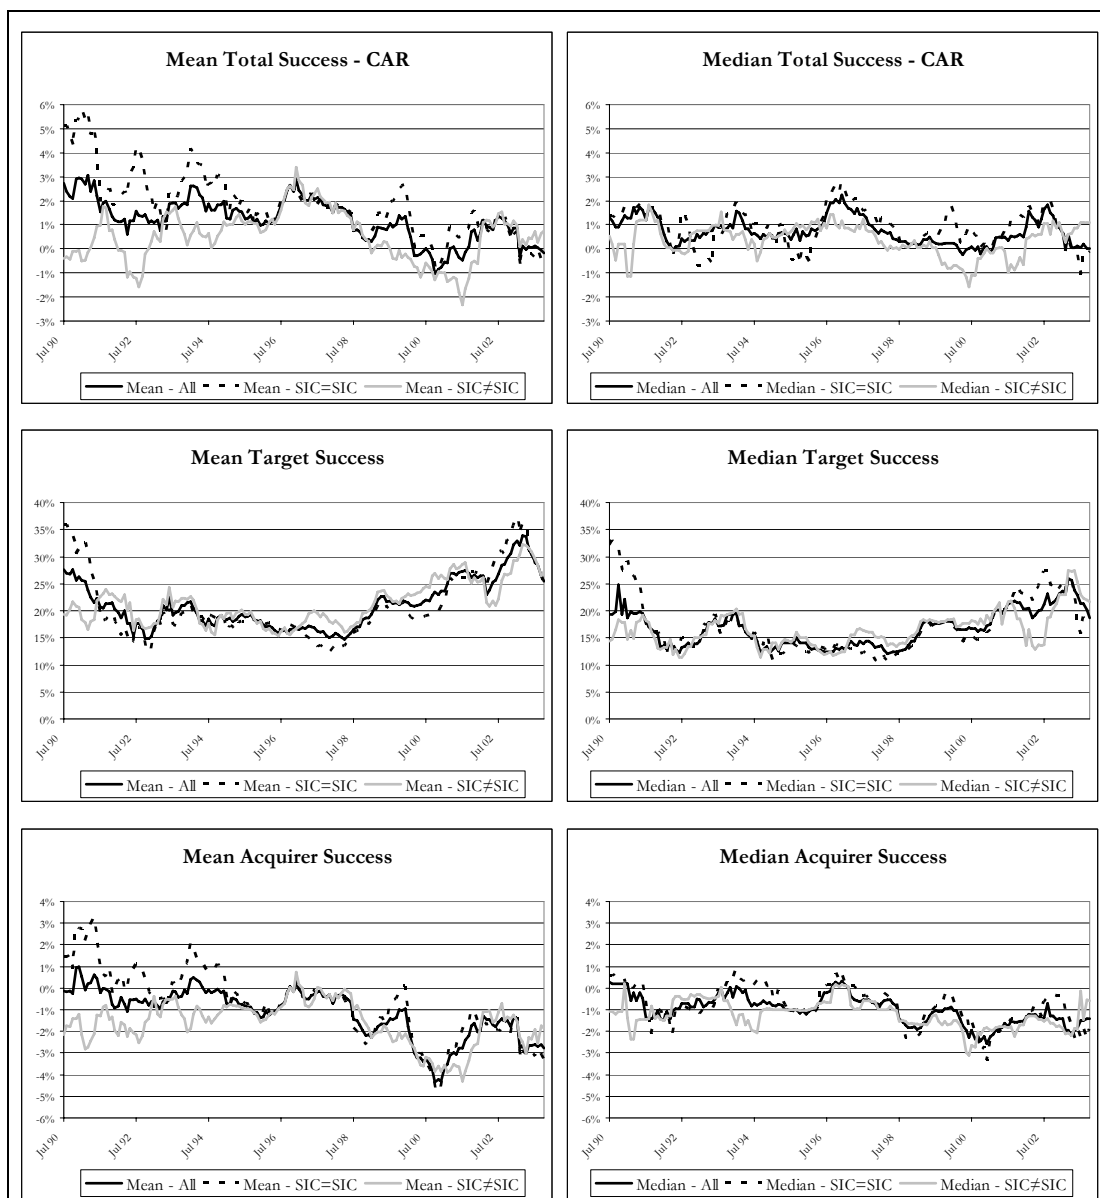 Mean Total Success - CAR
6%
5%
4%
3%
2%
1%
0%
-1%
-2%
-3%
Jul 90
Jul 92
Jul 94
Jul 96
Jul 98
Jul 00
Jul 02
Mean - All Mean - SIC=SIC Mean - SIC≠SIC
Median Total Success - CAR
6%
5%
4%
3%
2%
1%
0%
-1%
-2%
-3%
Jul 90
Jul 92
Jul 94
Jul 96
Jul 98
Jul 00
Jul 02
Median - All Median - SIC=SIC Median - SIC≠SIC
Mean Target Success
40%
35%
30%
25%
20%
15%
10%
5%
0%
Jul 90
Jul 92
Jul 94
Jul 96
Jul 98
Jul 00
Jul 02
Mean - All Mean - SIC=SIC Mean - SIC≠SIC
Median Target Success
40%
35%
30%
25%
20%
15%
10%
5%
0%
Jul 90
Jul 92
Jul 94
Jul 96
Jul 98
Jul 00
Jul 02
Median - All Median - SIC=SIC Median - SIC≠SIC
Mean Acquirer Success
4%
3%
2%
1%
0%
-1%
-2%
-3%
-4%
-5%
-6%
Jul 90
Jul 92
Jul 94
Jul 96
Jul 98
Jul 00
Jul 02
Mean - All Mean - SIC=SIC Mean - SIC≠SIC
Median Acquirer Success
4%
3%
2%
1%
0%
-1%
-2%
-3%
-4%
-5%
-6%
Jul 90
Jul 92
Jul 94
Jul 96
Jul 98
Jul 00
Jul 02
Median - All Median - SIC=SIC Median - SIC≠SIC